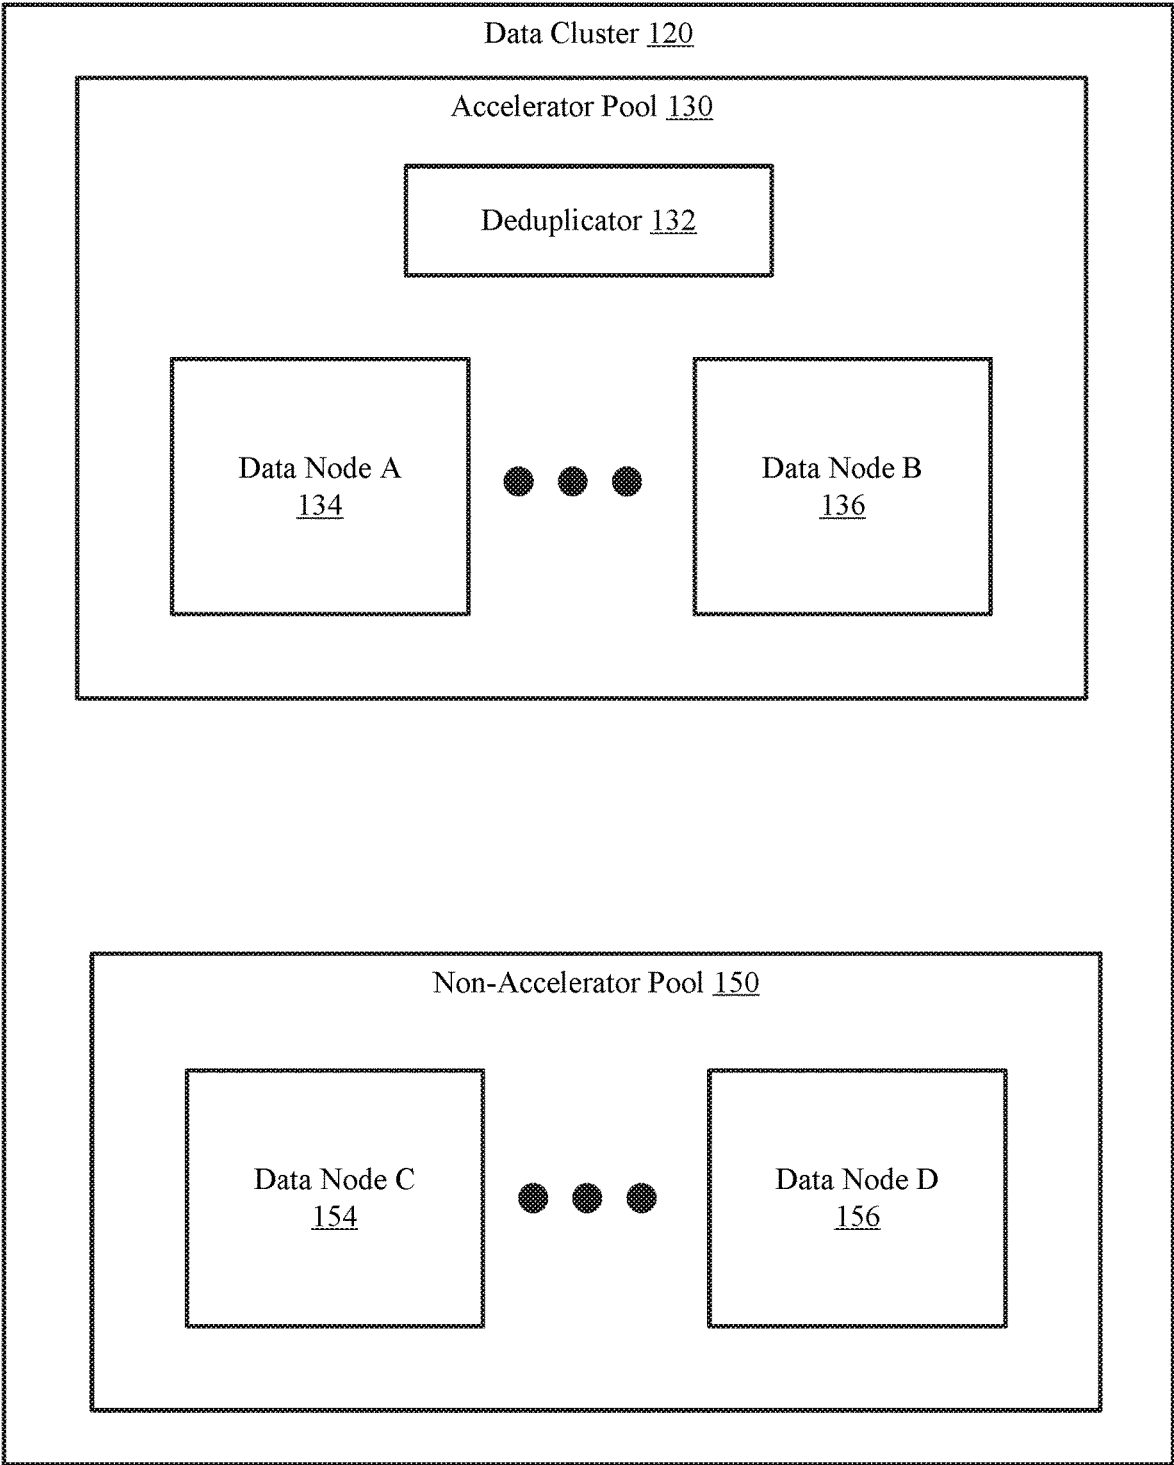 Data Cluster 120
Accelerator Pool 130
Deduplicator 132
Data Node A
134
Data Node B
136
Non-Accelerator Pool 150
Data Node C
154
Data Node D
156